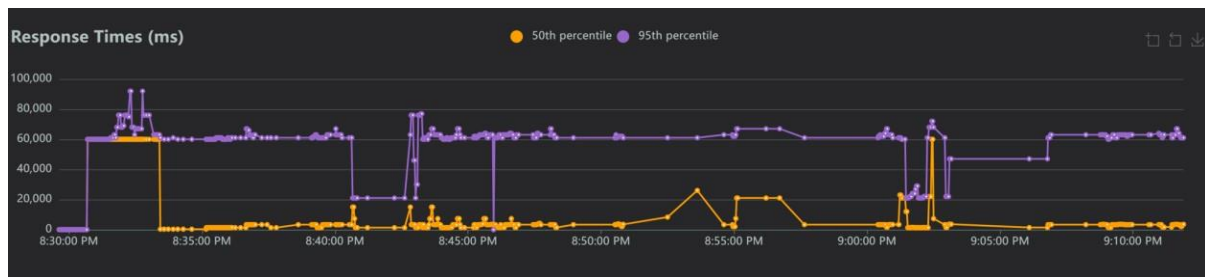 Response Times (ms)
50th percentile 95th percentile
100,000
80,000
60,000
40,000
20,000
0
8:30:00 PM 8:35:00 PM 8:40:00 PM 8:45:00 PM 8:50:00 PM 8:55:00 PM 9:00:00 PM 9:05:00 PM 9:10:00 PM